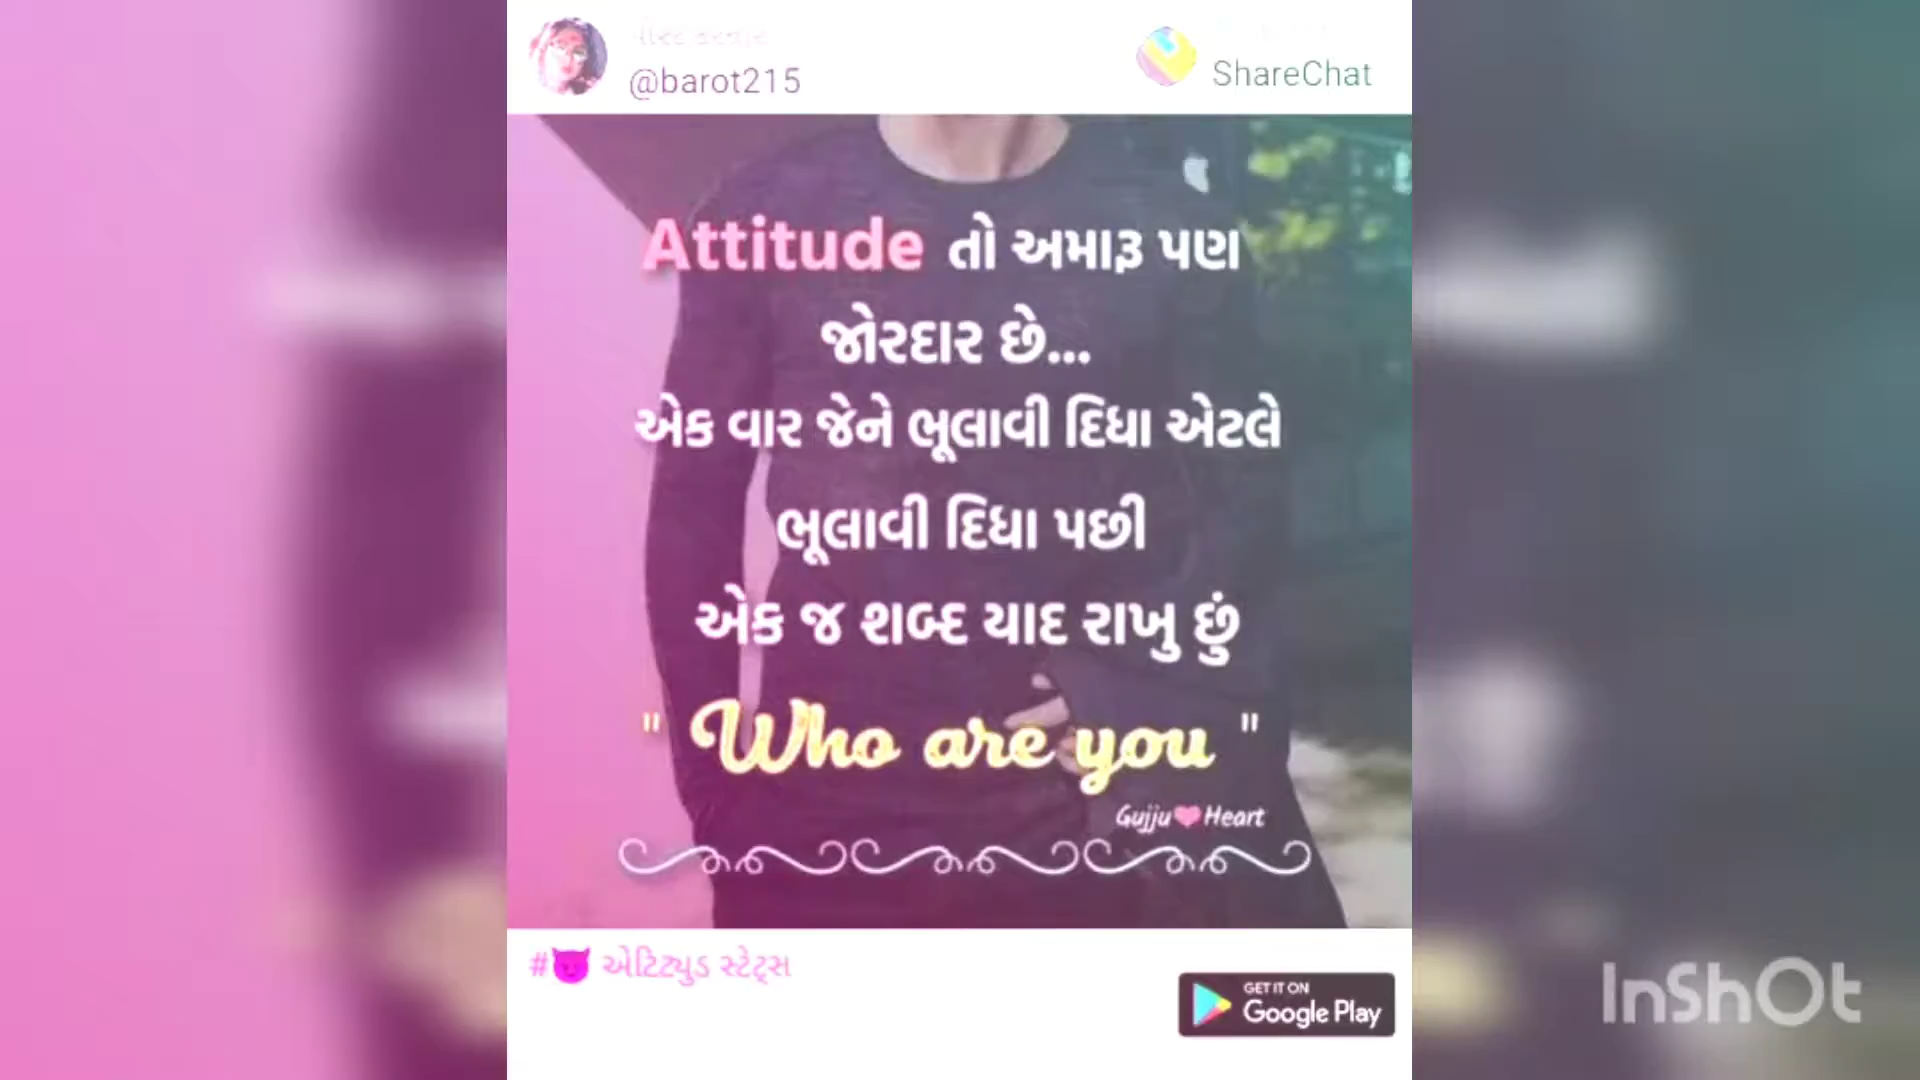 @barot215
ShareChat
Attitude તો અમારૂ પણ
જોરદાર છે...
એક વાર જેને ભૂલાવી દિધા એટલે
ભૂલાવી દિધા પછી
એક જ શબ્દ યાદ રાખુ છું
" Who are you "
Gujju❤Heart
#😈 એટિટ્યુડ સ્ટેટ્સ
GET IT ON
Google Play
InShOt